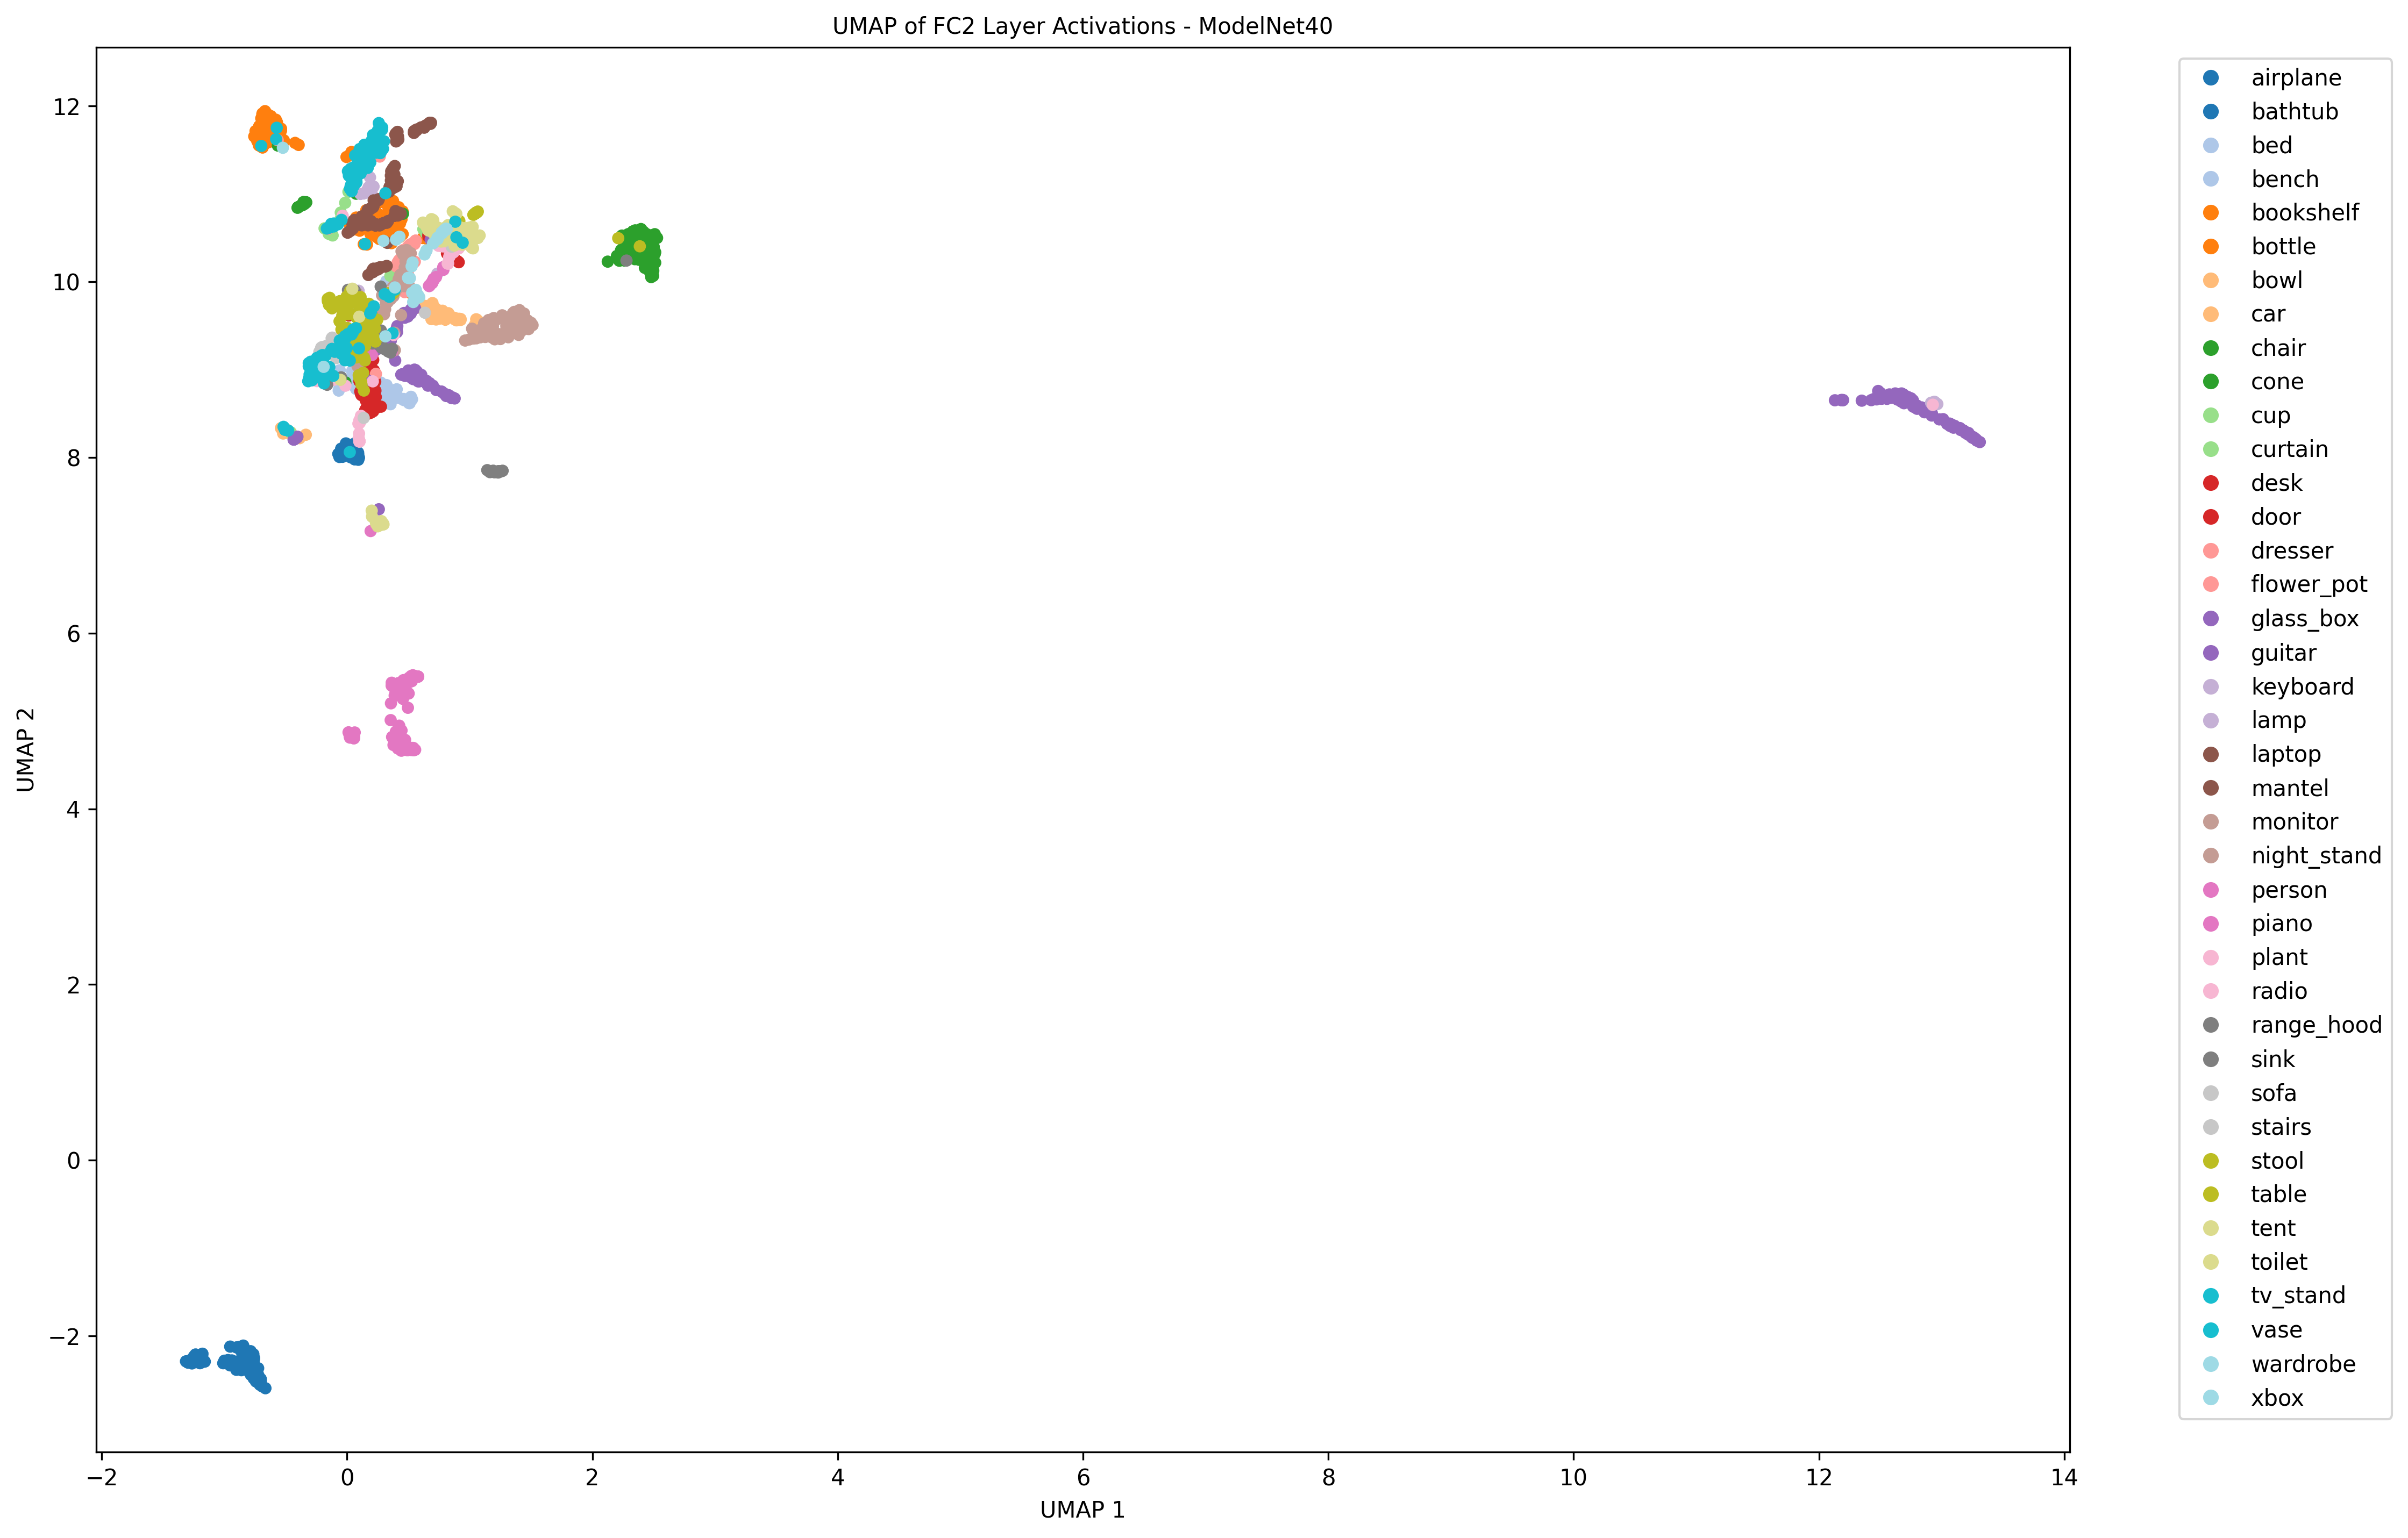 UMAP of FC2 Layer Activations - ModelNet40
12
10
8
6
4
2
0
−2
UMAP 2
−2
0
2
4
6
8
10
12
14
UMAP 1
airplane
bathtub
bed
bench
bookshelf
bottle
bowl
car
chair
cone
cup
curtain
desk
door
dresser
flower_pot
glass_box
guitar
keyboard
lamp
laptop
mantel
monitor
night_stand
person
piano
plant
radio
range_hood
sink
sofa
stairs
stool
table
tent
toilet
tv_stand
vase
wardrobe
xbox